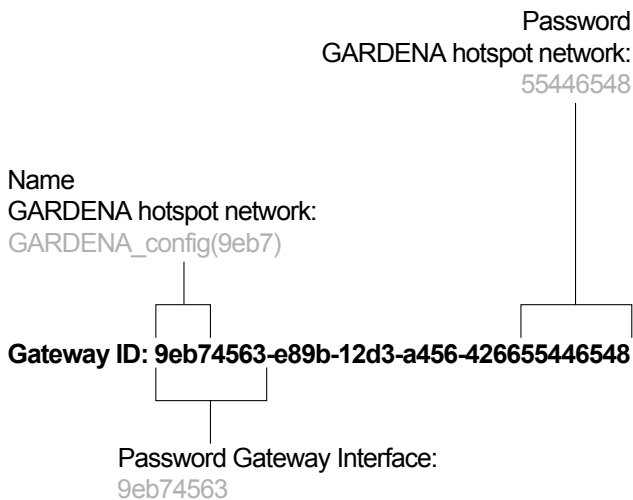 Password
GARDENA hotspot network:
55446548
Name
GARDENA hotspot network:
GARDENA_config(9eb7)
Gateway ID: 9eb74563-e89b-12d3-a456-426655446548
Password Gateway Interface:
9eb74563